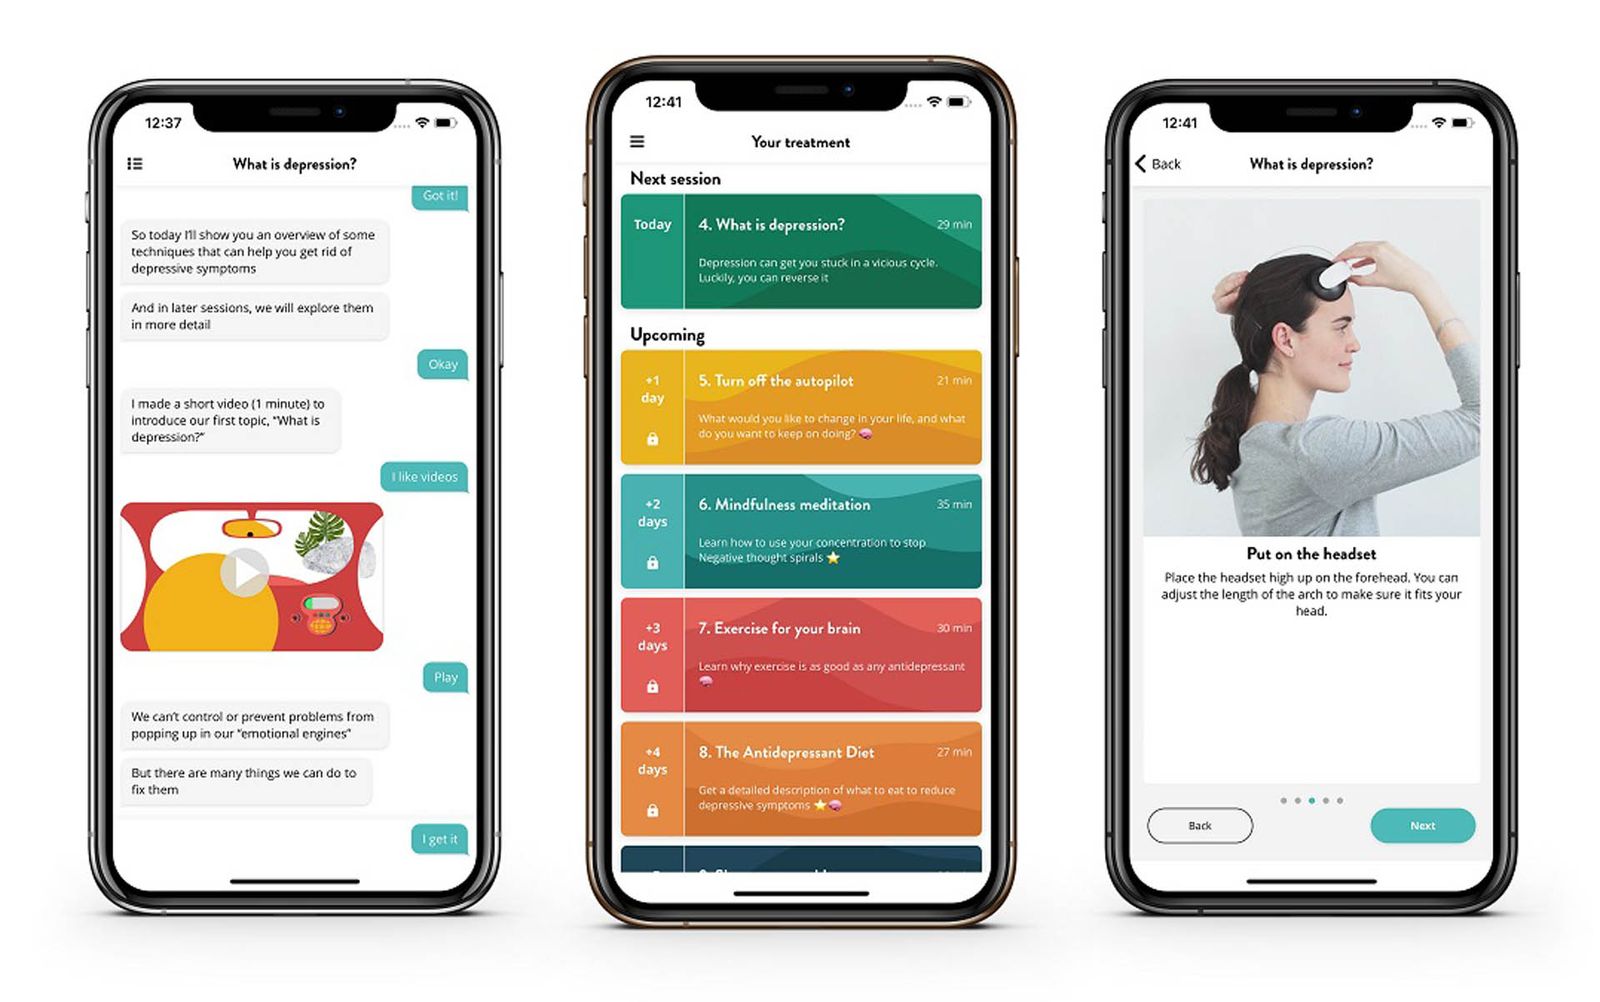 12:37
What is depression?
Got it!
So today I'll show you an overview of some
techniques that can help you get rid of
depressive symptoms
And in later sessions, we will explore them
in more detail
Okay
I made a short video (1 minute) to
introduce our first topic, “What is
depression?”
I like videos
Play
We can't control or prevent problems from
popping up in our “emotional engines”
But there are many things we can do to
fix them
I get it
12:41
Your treatment
Next session
Today
4. What is depression?
29 min
Depression can get you stuck in a vicious cycle.
Luckily, you can reverse it
Upcoming
+1
day
5. Turn off the autopilot
21 min
What would you like to change in your life, and what
do you want to keep on doing? 🧠
+2
days
6. Mindfulness meditation
35 min
Learn how to use your concentration to stop
Negative thought spirals ⭐
+3
days
7. Exercise for your brain
30 min
Learn why exercise is as good as any antidepressant
🧠
+4
days
8. The Antidepressant Diet
27 min
Get a detailed description of what to eat to reduce
depressive symptoms ⭐🧠
12:41
Back
What is depression?
Put on the headset
Place the headset high up on the forehead. You can
adjust the length of the arch to make sure it fits your
head.
Back
Next